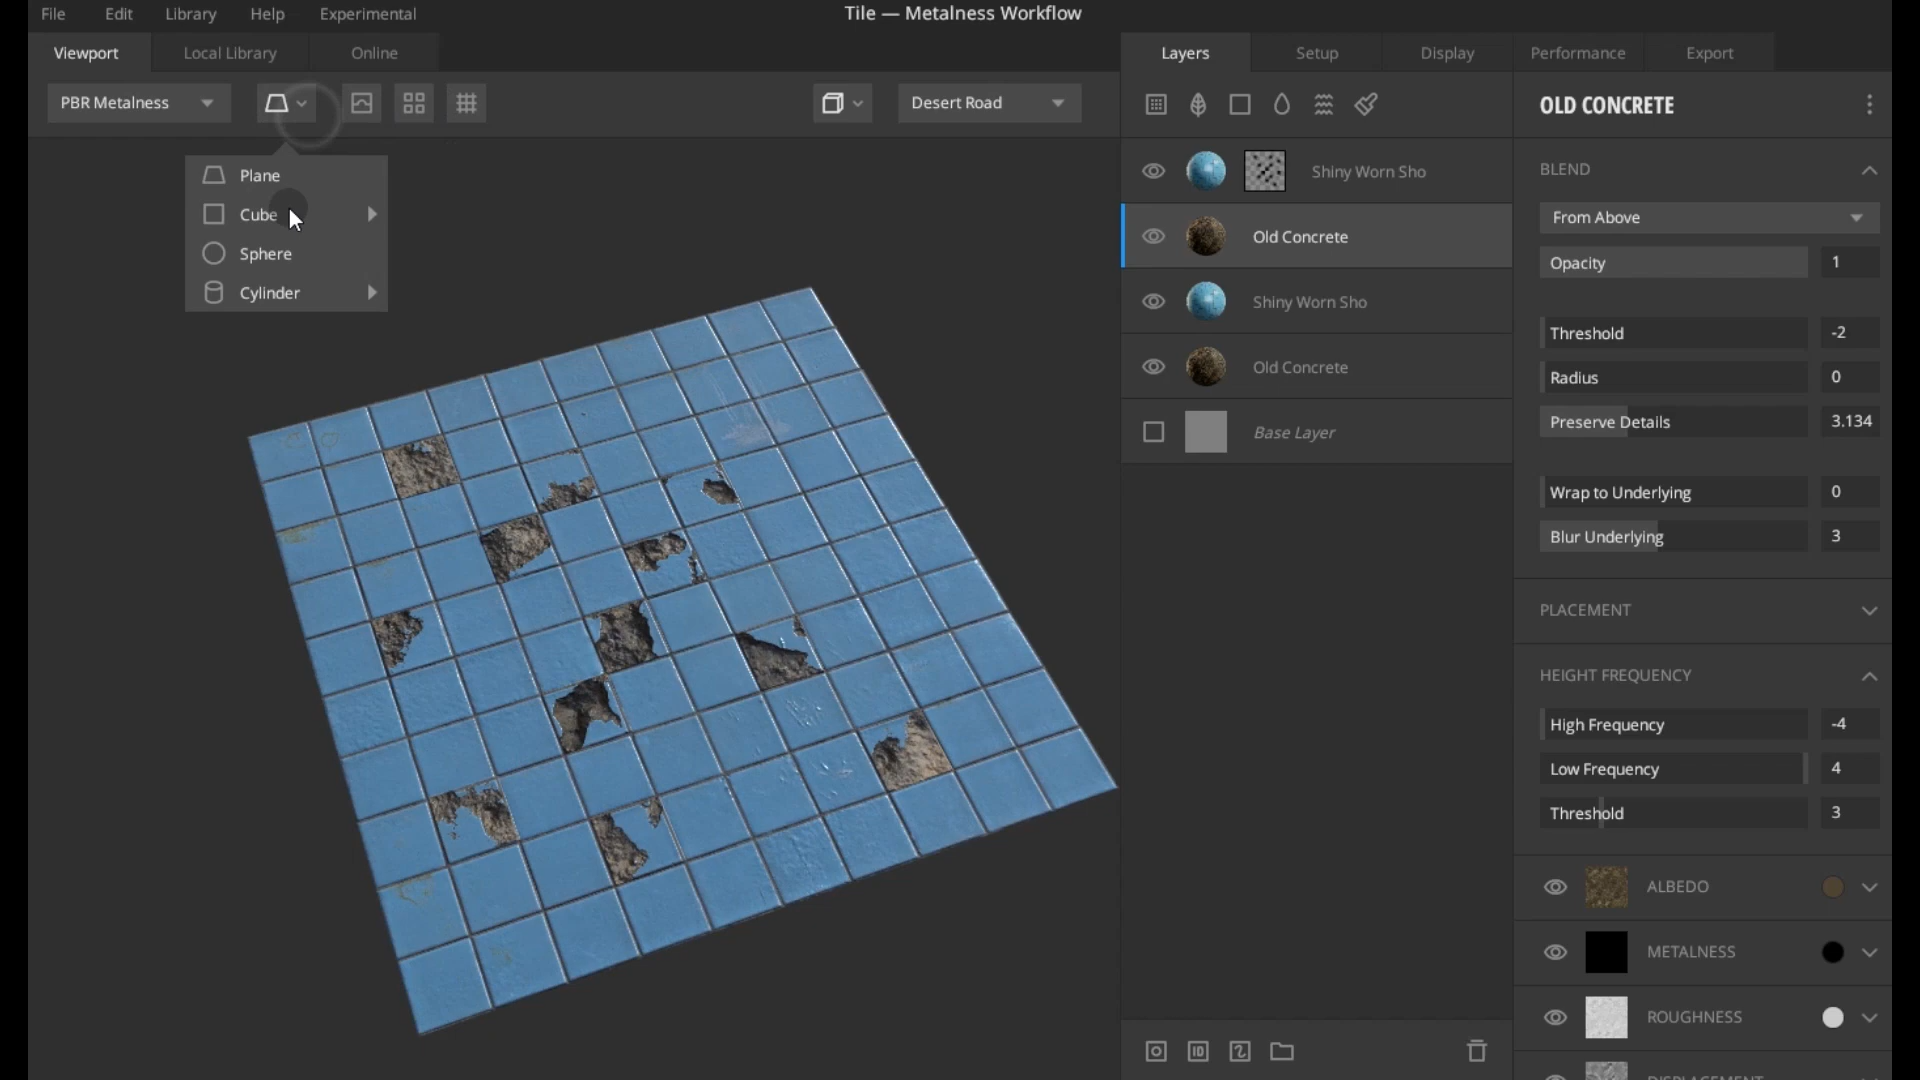 File Edit Library Help Experimental
Tile — Metalness Workflow
Viewport Local Library Online
Layers Setup Display Performance Export
PBR Metalness
Desert Road
OLD CONCRETE
Plane
Cube
Sphere
Cylinder
Shiny Worn Sho
Old Concrete
Shiny Worn Sho
Old Concrete
Base Layer
ID
BLEND
From Above
Opacity 1
Threshold -2
Radius 0
Preserve Details 3.134
Wrap to Underlying 0
Blur Underlying 3
PLACEMENT
HEIGHT FREQUENCY
High Frequency -4
Low Frequency 4
Threshold 3
ALBEDO
METALNESS
ROUGHNESS
DISPLACEMENT